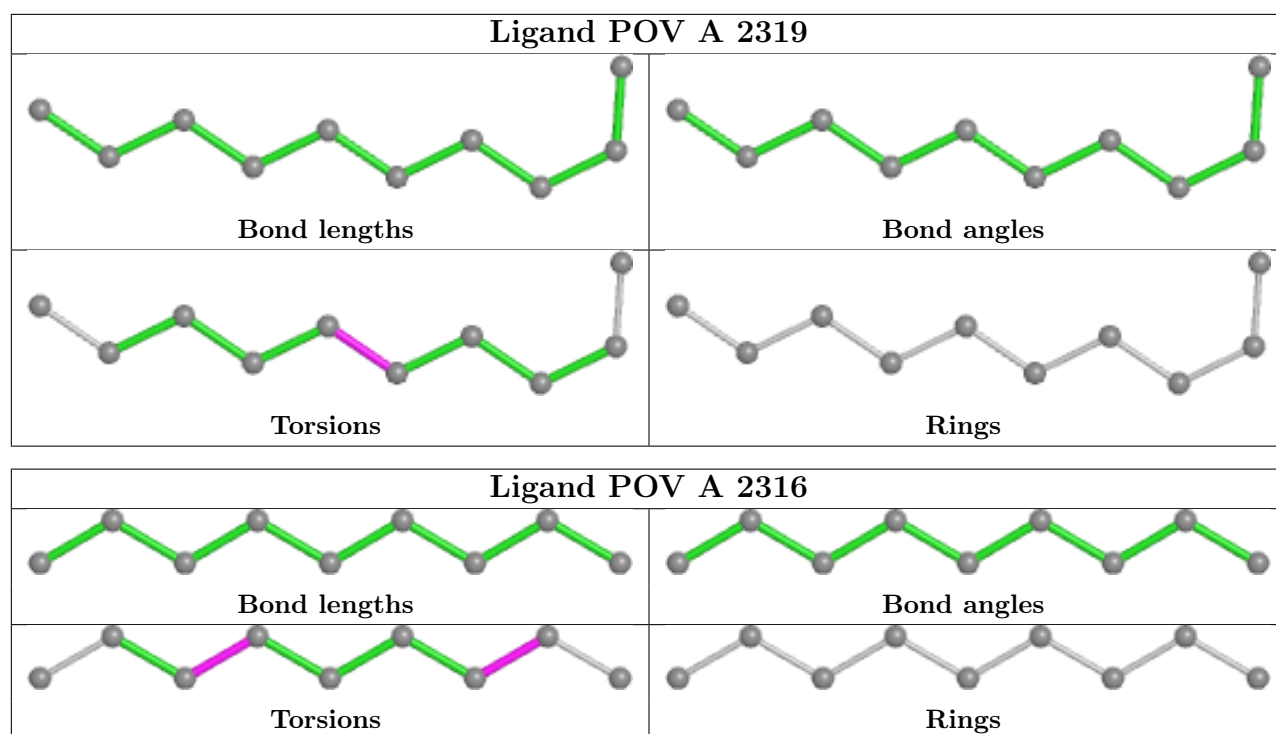 Ligand POV A 2319
Bond lengths
Bond angles
Torsions
Rings
Ligand POV A 2316
Bond lengths
Bond angles
Torsions
Rings